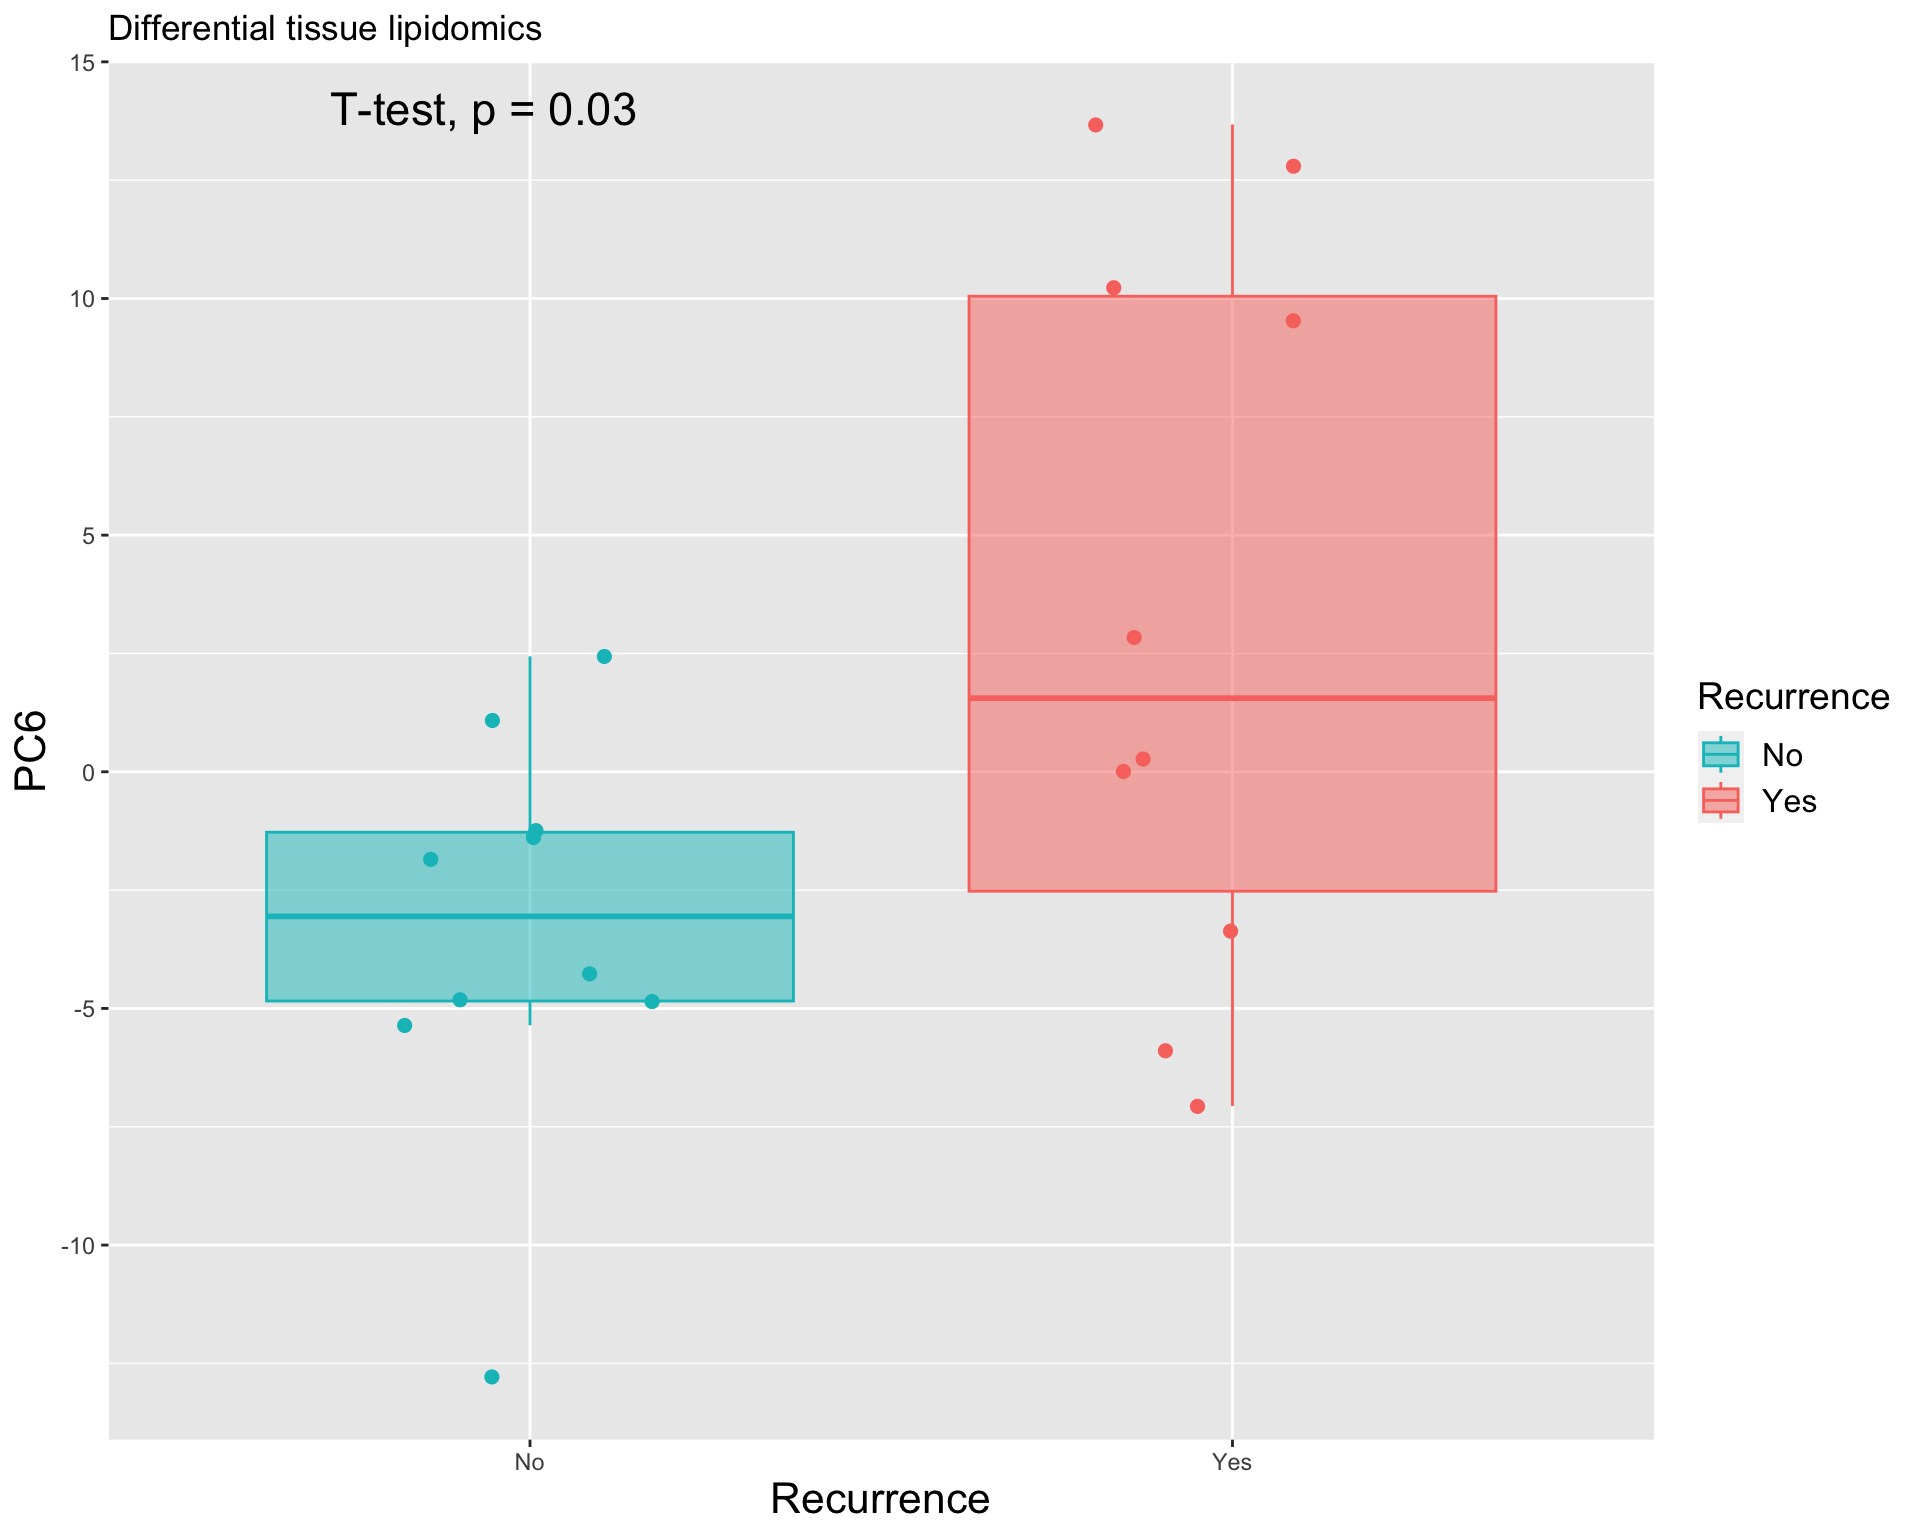 Differential tissue lipidomics
T-test, p = 0.03
15
10
5
0
-5
-10
PC6
No
Yes
Recurrence
Recurrence
No
Yes